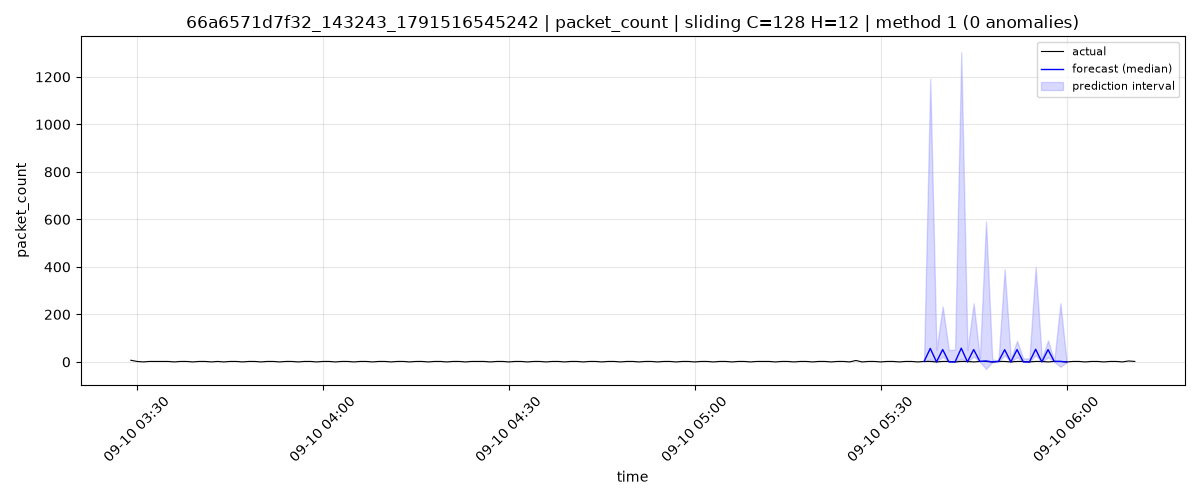 66a6571d7f32_143243_1791516545242 | packet_count | sliding C=128 H=12 | method 1 (0 anomalies)
actual
forecast (median)
prediction interval
packet_count
1200
1000
800
600
400
200
0
09-10 03:30
09-10 04:00
09-10 04:30
09-10 05:00
09-10 05:30
09-10 06:00
time